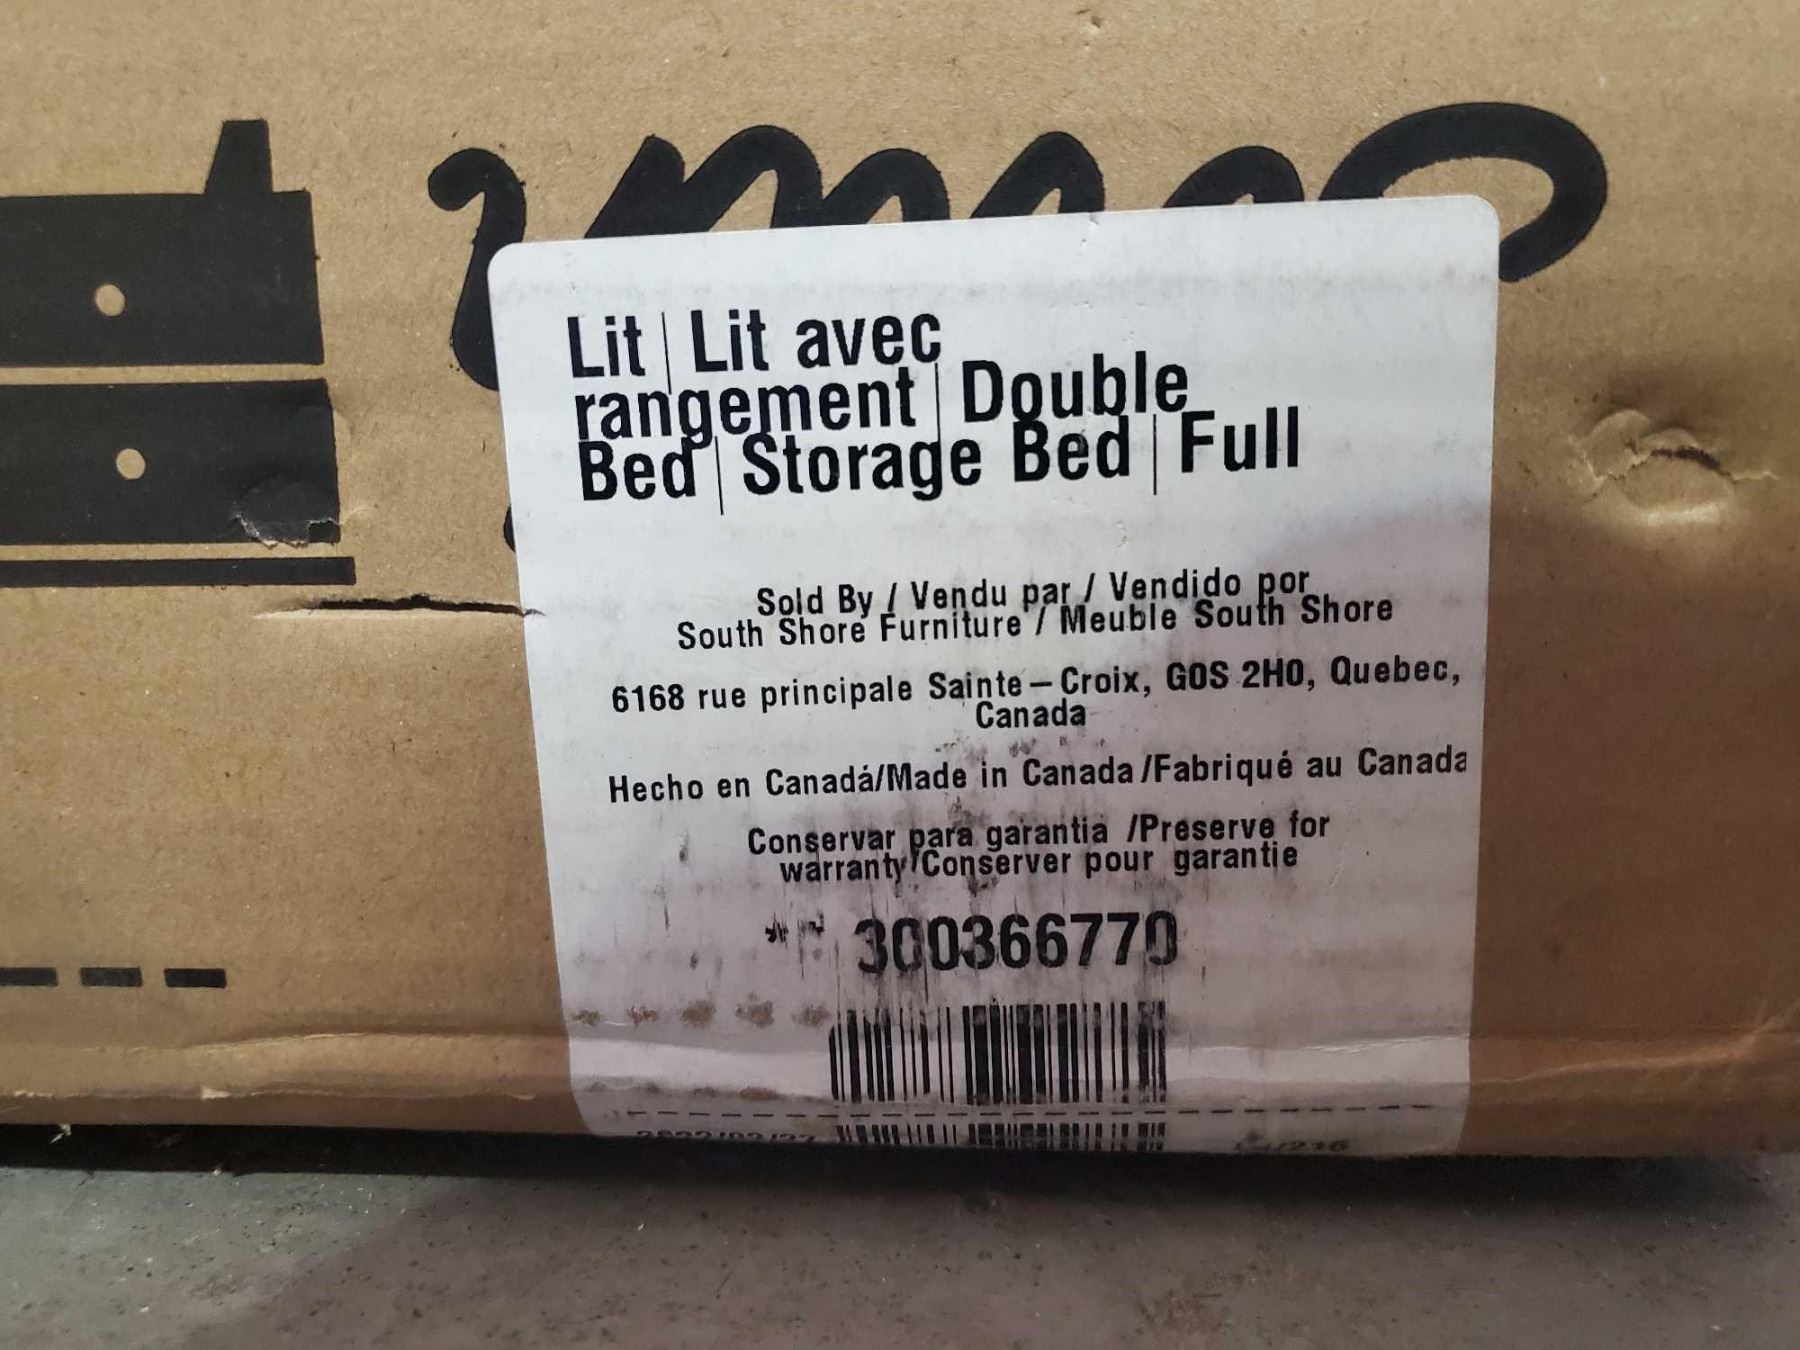 Lit | Lit avec
rangement | Double
Bed | Storage Bed | Full
Sold By / Vendu par / Vendido por
South Shore Furniture / Meuble South Shore
6168 rue principale Sainte-Croix, G0S 2H0, Quebec,
Canada
Hecho en Canadá/Made in Canada /Fabriqué au Canada
Conservar para garantia /Preserve for
warranty/Conserver pour garantie
300366770